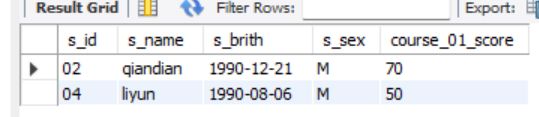 Result Grid Filter Rows: Export:
s_id s_name s_brith s_sex course_01_score
02 qiandian 1990-12-21 M 70
04 liyun 1990-08-06 M 50